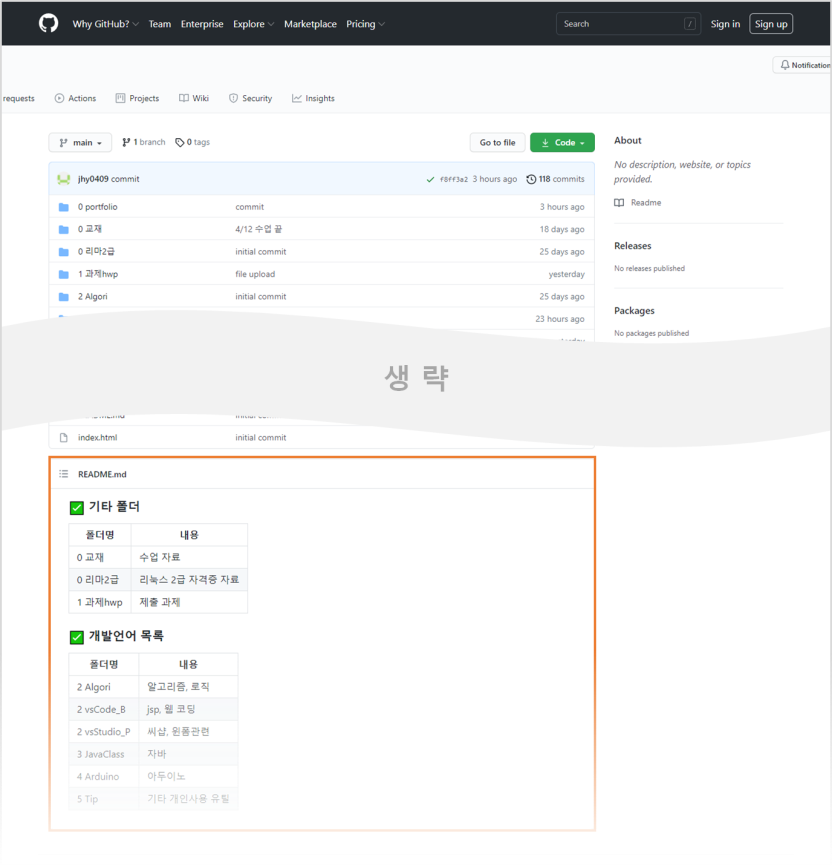 Why GitHub? Team Enterprise Explore Marketplace Pricing Search / Sign in Sign up
Notification
requests Actions Projects Wiki Security Insights
main 1 branch 0 tags Go to file Code
About
No description, website, or topics
provided.
Readme
Releases
No releases published
Packages
No packages published
jhy0409 commit f8ff3a2 3 hours ago 118 commits
0 portfolio commit 3 hours ago
0 교재 4/12 수업 끝 18 days ago
0 리마2급 initial commit 25 days ago
1 과제hwp file upload yesterday
2 Algori initial commit 25 days ago
23 hours ago
생 략
index.html initial commit
README.md
기타 폴더
폴더명 내용
0 교재 수업 자료
0 리마2급 리눅스 2급 자격증 자료
1 과제hwp 제출 과제
개발언어 목록
폴더명 내용
2 Algori 알고리즘, 로직
2 vsCode_B jsp, 웹 코딩
2 vsStudio_P 씨샵, 윈폼관련
3 JavaClass 자바
4 Arduino 아두이노
5 Tip 기타 개인사용 유틸